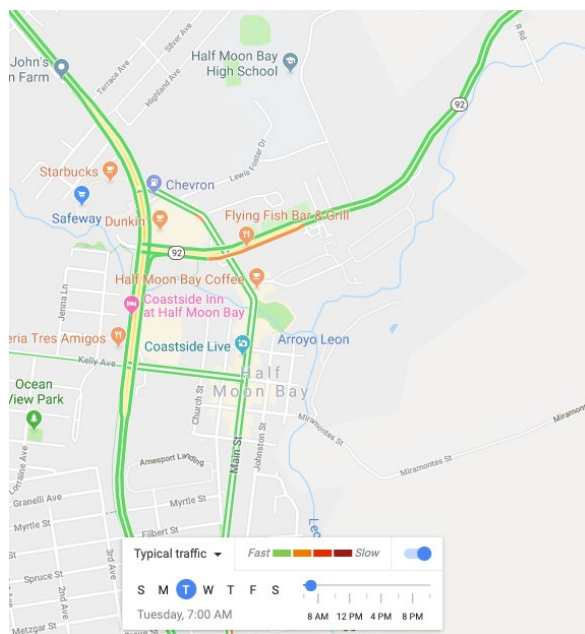 Silver Ave
John's
n Farm
Terrace Ave
Highland Ave
Half Moon Bay
High School
R Rd
92
Lewis Foster Dr
Starbucks
Chevron
Safeway
Dunkin'
Flying Fish Bar & Grill
92
Half Moon Bay Coffee
Jenna Ln
Coastside Inn
at Half Moon Bay
eria Tres Amigos
Coastside Live
Arroyo Leon
Kelly Ave
Half
Moon Bay
Ocean
View Park
Church St
Main St
Johnston St
Miramontes St
Miramontes St
Miramont
Lorraine Ave
Amesport Landing
Granelli Ave
Myrtle St
Myrtle St
Filbert St
Lec
3rd Ave
2nd Ave
Spruce St
Metzgar St
Typical traffic
Fast
Slow
S M T W T F S
Tuesday, 7:00 AM
8 AM 12 PM 4 PM 8 PM